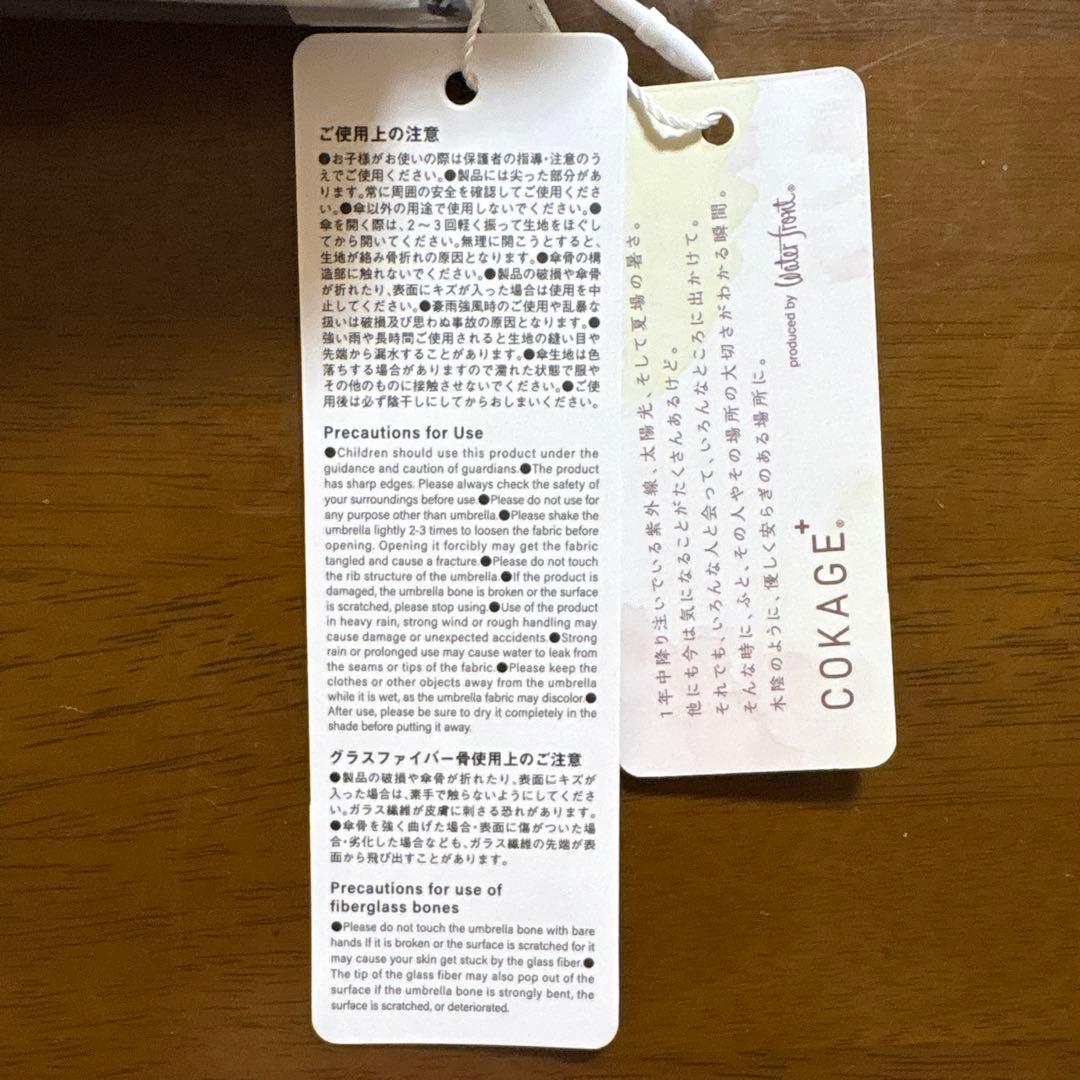 ご使用上の注意
●お子様がお使いの際は保護者の指導・注意のう
えでご使用ください。●製品には尖った部分があ
ります。常に周囲の安全を確認してご使用くださ
い。●傘以外の用途で使用しないでください。●
傘を開く際は、2〜3回軽く振って生地をほぐし
てから開いてください。無理に開こうとすると、
生地が絡み骨折れの原因となります。●傘骨の構
造部に触れないでください。●製品の破損や傘骨
が折れたり、表面にキズが入った場合は使用を中
止してください。●豪雨強風時のご使用や乱暴な
扱いは破損及び思わぬ事故の原因となります。●
強い雨や長時間ご使用されると生地の縫い目や
先端から漏水することがあります。●傘生地は色
落ちする場合がありますので濡れた状態で服や
その他のものに接触させないでください。●ご使
用後は必ず陰干しにしてからおしまいください。
Precautions for Use
●Children should use this product under the
guidance and caution of guardians.●The product
has sharp edges. Please always check the safety of
your surroundings before use.●Please do not use for
any purpose other than umbrella.●Please shake the
umbrella lightly 2-3 times to loosen the fabric before
opening. Opening it forcibly may get the fabric
tangled and cause a fracture.●Please do not touch
the rib structure of the umbrella.●If the product is
damaged, the umbrella bone is broken or the surface
is scratched, please stop using.●Use of the product
in heavy rain, strong wind or rough handling may
cause damage or unexpected accidents.●Strong
rain or prolonged use may cause water to leak from
the seams or tips of the fabric.●Please keep the
clothes or other objects away from the umbrella
while it is wet, as the umbrella fabric may discolor.●
After use, please be sure to dry it completely in the
shade before putting it away.
グラスファイバー骨使用上のご注意
●製品の破損や傘骨が折れたり、表面にキズが
入った場合は、素手で触らないようにしてくださ
い。ガラス繊維が皮膚に刺さる恐れがあります。
●傘骨を強く曲げた場合・表面に傷がついた場
合・劣化した場合なども、ガラス繊維の先端が表
面から飛び出すことがあります。
Precautions for use of
fiberglass bones
●Please do not touch the umbrella bone with bare
hands If it is broken or the surface is scratched for it
may cause your skin get stuck by the glass fiber.●
The tip of the glass fiber may also pop out of the
surface if the umbrella bone is strongly bent, the
surface is scratched, or deteriorated.
1年中降り注いでいる紫外線、太陽光、そして夏場の暑さ。
他にも今は気になることがたくさんあるけど。
それでも、いろんな人と会って、いろんなところに出かけて。
そんな時に、ふと、その人やその場所の大切さがわかる瞬間。
木陰のように、優しく安らぎのある場所に。
COKAGE+®
produced by Waterfront®